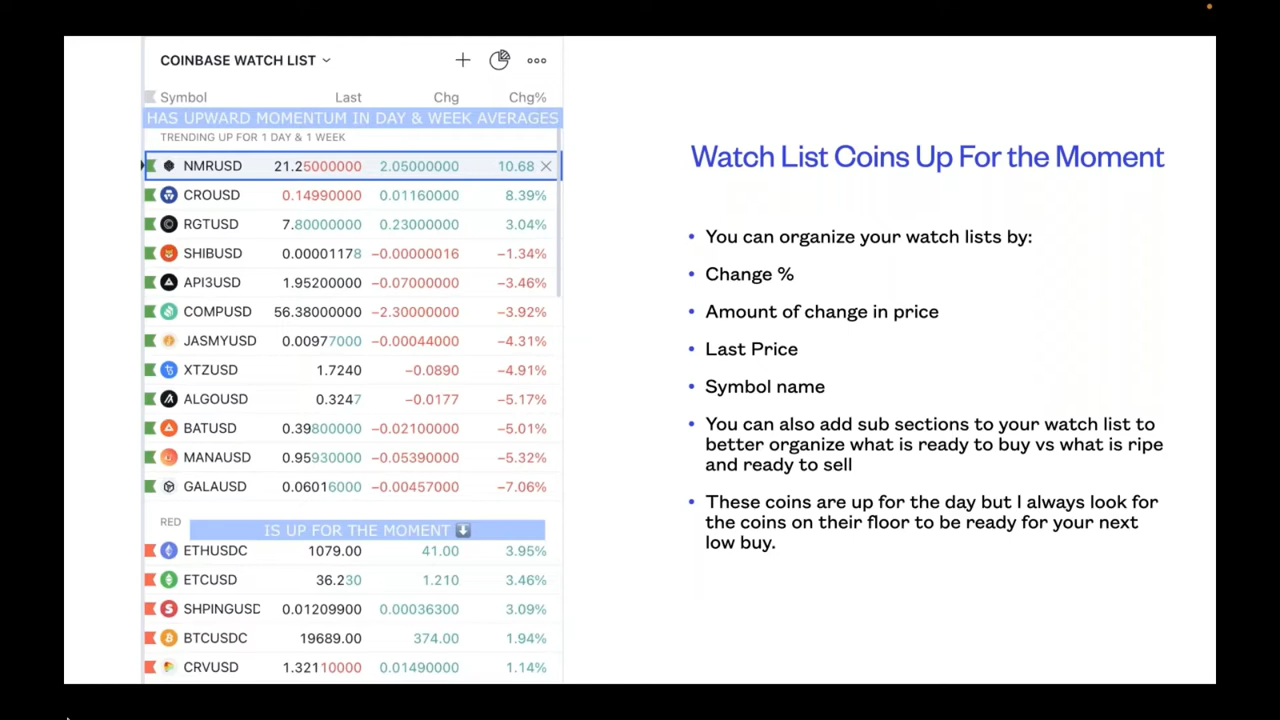 COINBASE WATCH LIST
Symbol Last Chg Chg%
HAS UPWARD MOMENTUM IN DAY & WEEK AVERAGES
TRENDING UP FOR 1 DAY & 1 WEEK
NMRUSD 21.25000000 2.05000000 10.68
CROUSD 0.14990000 0.01160000 8.39%
RGTUSD 7.80000000 0.23000000 3.04%
SHIBUSD 0.00001178 −0.00000016 −1.34%
API3USD 1.95200000 −0.07000000 −3.46%
COMPUSD 56.38000000 −2.30000000 −3.92%
JASMYUSD 0.00977000 −0.00044000 −4.31%
XTZUSD 1.7240 −0.0890 −4.91%
ALGOUSD 0.3247 −0.0177 −5.17%
BATUSD 0.39800000 −0.02100000 −5.01%
MANAUSD 0.95930000 −0.05390000 −5.32%
GALAUSD 0.06016000 −0.00457000 −7.06%
RED
IS UP FOR THE MOMENT
ETHUSDC 1079.00 41.00 3.95%
ETCUSD 36.230 1.210 3.46%
SHPINGUSD 0.01209900 0.00036300 3.09%
BTCUSDC 19689.00 374.00 1.94%
CRVUSD 1.32110000 0.01490000 1.14%
Watch List Coins Up For the Moment
• You can organize your watch lists by:
• Change %
• Amount of change in price
• Last Price
• Symbol name
• You can also add sub sections to your watch list to
better organize what is ready to buy vs what is ripe
and ready to sell
• These coins are up for the day but I always look for
the coins on their floor to be ready for your next
low buy.